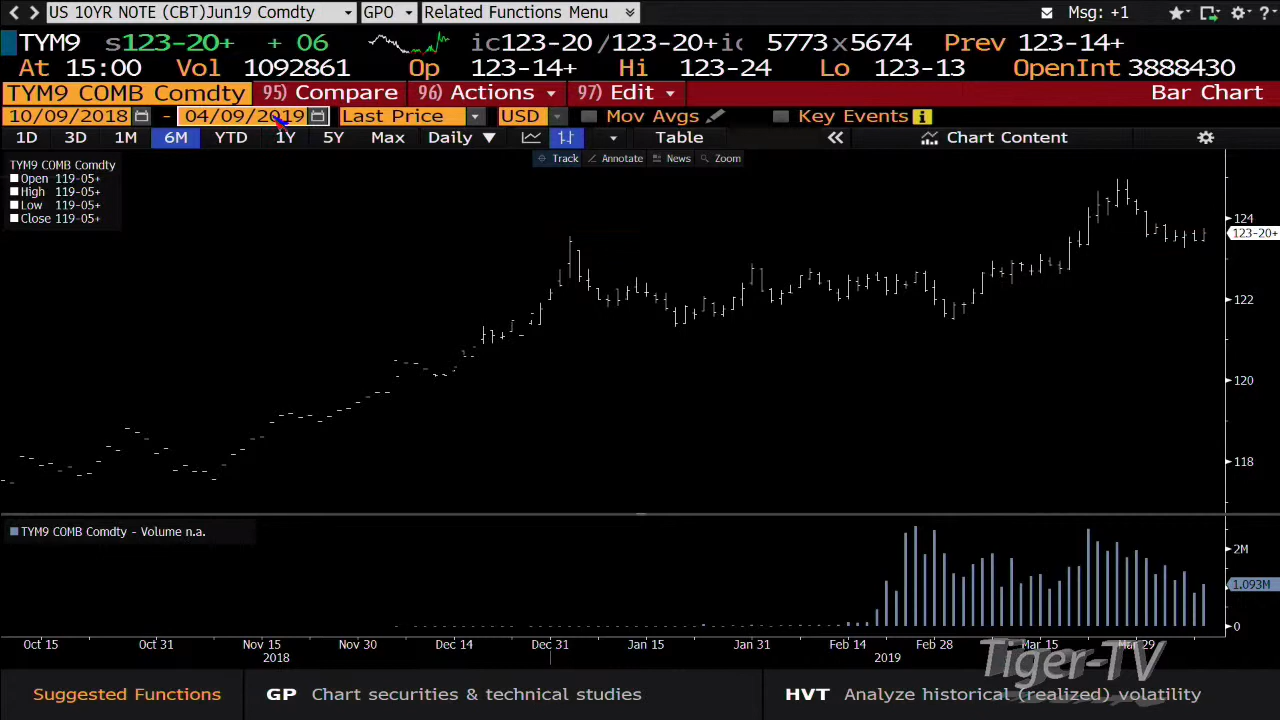 US 10YR NOTE (CBT)Jun19 Comdty GPO Related Functions Menu Msg: +1
TYM9 s123-20+ + 06 ic123-20 /123-20+ic 5773x5674 Prev 123-14+
At 15:00 Vol 1092861 Op 123-14+ Hi 123-24 Lo 123-13 OpenInt 3888430
TYM9 COMB Comdty 95) Compare 96) Actions 97) Edit Bar Chart
10/09/2018 - 04/09/2019 Last Price USD Mov Avgs Key Events
1D 3D 1M 6M YTD 1Y 5Y Max Daily ▼ Table « Chart Content
Track Annotate News Zoom
TYM9 COMB Comdty
Open 119-05+
High 119-05+
Low 119-05+
Close 119-05+
124
123-20+
122
120
118
TYM9 COMB Comdty - Volume n.a.
2M
1.093M
0
Oct 15 Oct 31 Nov 15 Nov 30 Dec 14 Dec 31 Jan 15 Jan 31 Feb 14 Feb 28 Mar 15 Mar 29
2018 2019
Tiger-TV
Suggested Functions GP Chart securities & technical studies HVT Analyze historical (realized) volatility